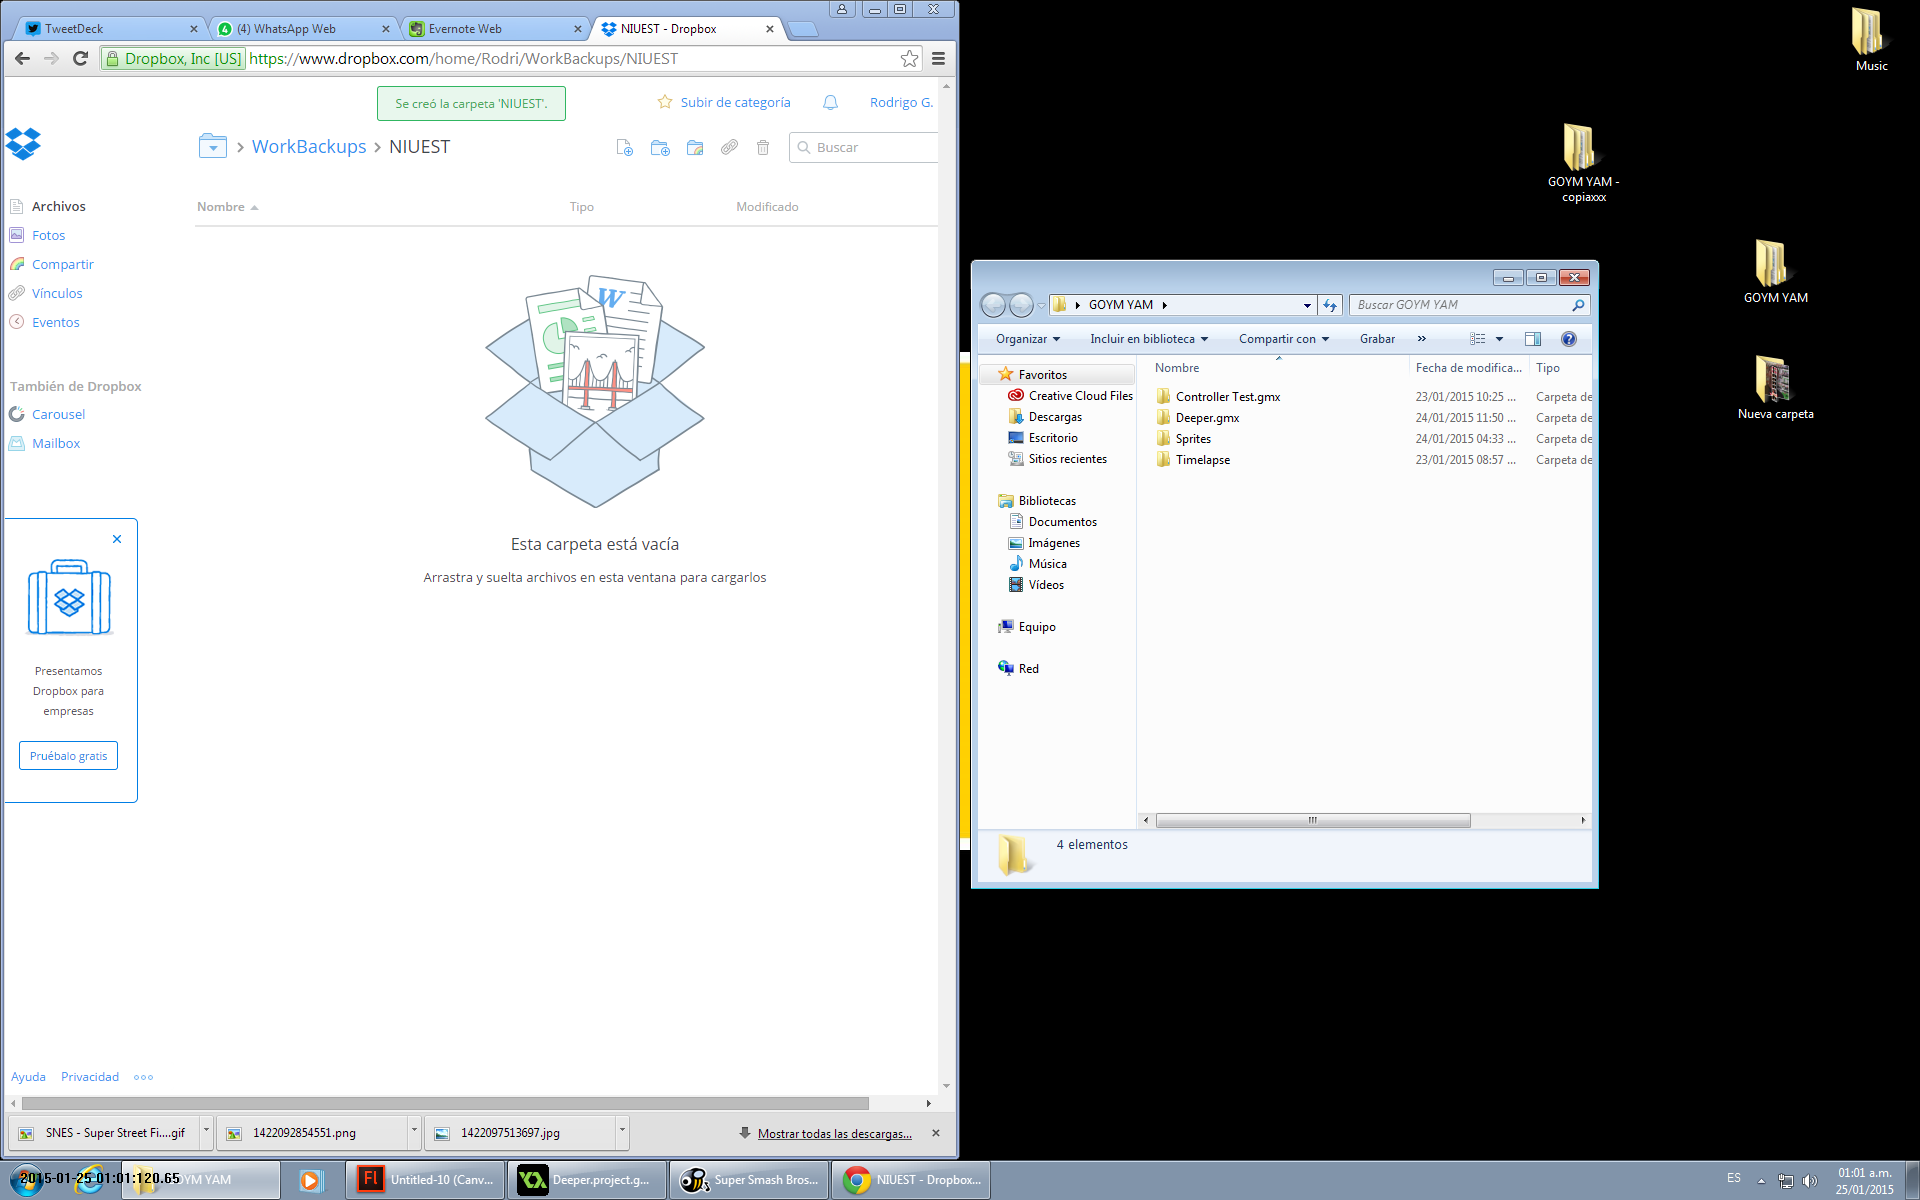 TweetDeck
(4) WhatsApp Web
Evernote Web
NIUEST - Dropbox
Dropbox, Inc [US]
https://www.dropbox.com/home/Rodri/WorkBackups/NIUEST
Se creó la carpeta 'NIUEST'.
Subir de categoría
Rodrigo G.
WorkBackups
NIUEST
Buscar
Archivos
Fotos
Compartir
Vínculos
Eventos
También de Dropbox
Carousel
Mailbox
Nombre
Tipo
Modificado
W
Esta carpeta está vacía
Arrastra y suelta archivos en esta ventana para cargarlos
Presentamos
Dropbox para
empresas
Pruébalo gratis
Ayuda
Privacidad
SNES - Super Street Fi....gif
1422092854551.png
1422097513697.jpg
Mostrar todas las descargas...
Music
GOYM YAM -
copiaxxx
GOYM YAM
Nueva carpeta
GOYM YAM
Buscar GOYM YAM
Organizar
Incluir en biblioteca
Compartir con
Grabar
»
Favoritos
Creative Cloud Files
Descargas
Escritorio
Sitios recientes
Bibliotecas
Documentos
Imágenes
Música
Vídeos
Equipo
Red
Nombre
Fecha de modifica...
Tipo
Controller Test.gmx
23/01/2015 10:25 ...
Carpeta de
Deeper.gmx
24/01/2015 11:50 ...
Carpeta de
Sprites
24/01/2015 04:33 ...
Carpeta de
Timelapse
23/01/2015 08:57 ...
Carpeta de
4 elementos
2015-01-25 01:01:120.65
GOYM YAM
Fl
Untitled-10 (Canv...
Deeper.project.g...
Super Smash Bros...
NIUEST - Dropbox...
ES
01:01 a.m.
25/01/2015